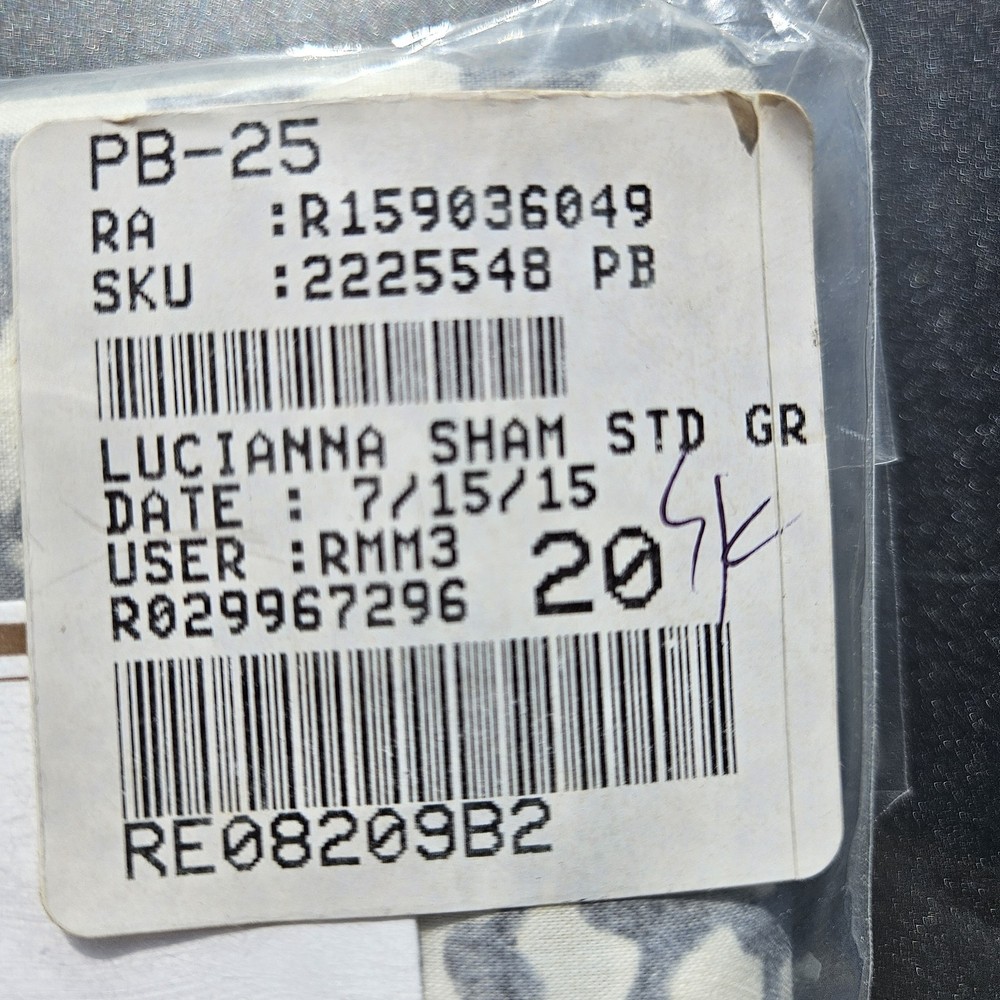 PB-25
RA :R159036049
SKU :2225548 PB
LUCIANNA SHAM STD GR
DATE : 7/15/15
USER :RMM3
R029967296 20
RE08209B2